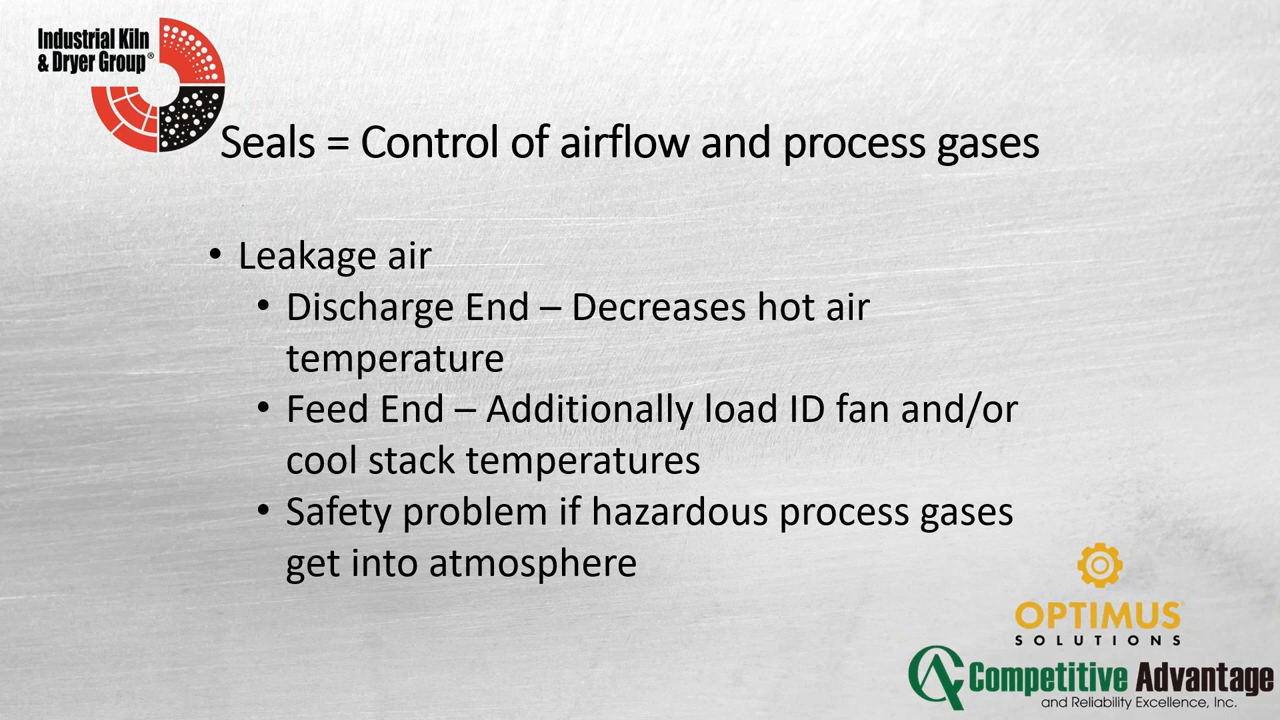 Industrial Kiln
& Dryer Group®
Seals = Control of airflow and process gases
• Leakage air
• Discharge End – Decreases hot air
temperature
• Feed End – Additionally load ID fan and/or
cool stack temperatures
• Safety problem if hazardous process gases
get into atmosphere
OPTIMUS
SOLUTIONS
Competitive Advantage
and Reliability Excellence, Inc.